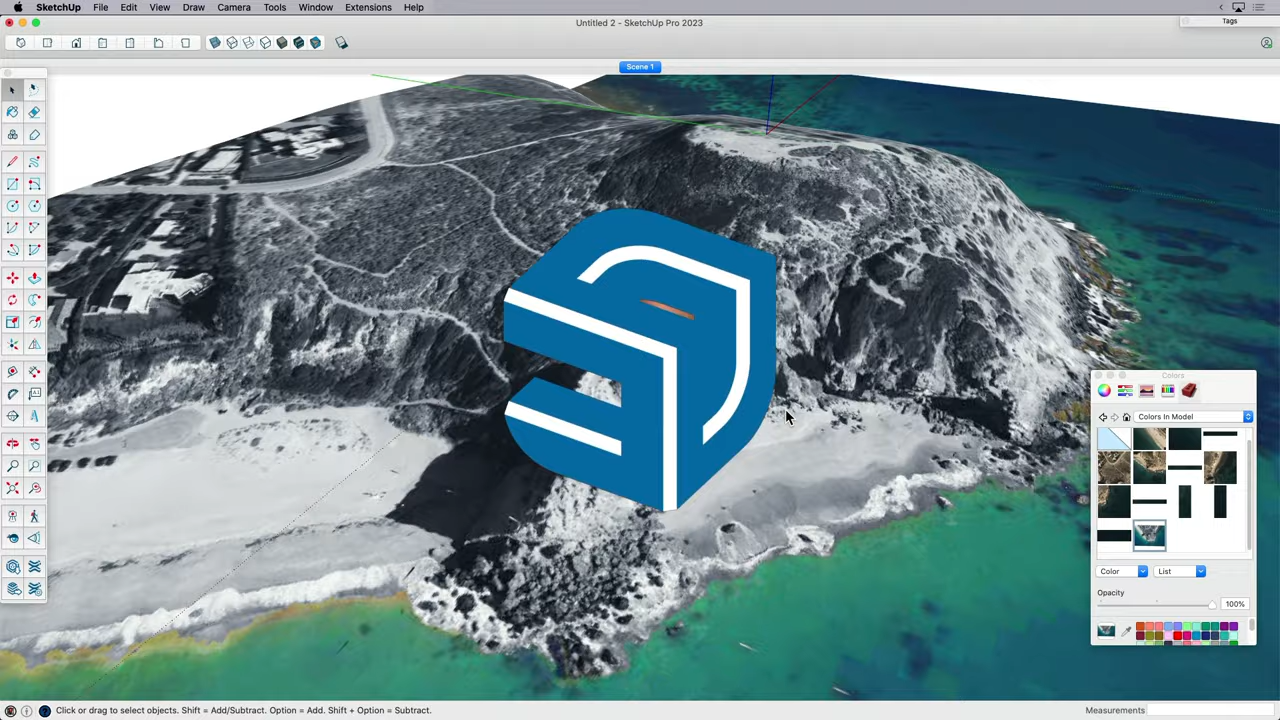 SketchUp File Edit View Draw Camera Tools Window Extensions Help
Untitled 2 - SketchUp Pro 2023
Tags
Scene 1
Colors
Colors In Model
Color List
Opacity
100%
Click or drag to select objects. Shift = Add/Subtract. Option = Add. Shift + Option = Subtract.
Measurements